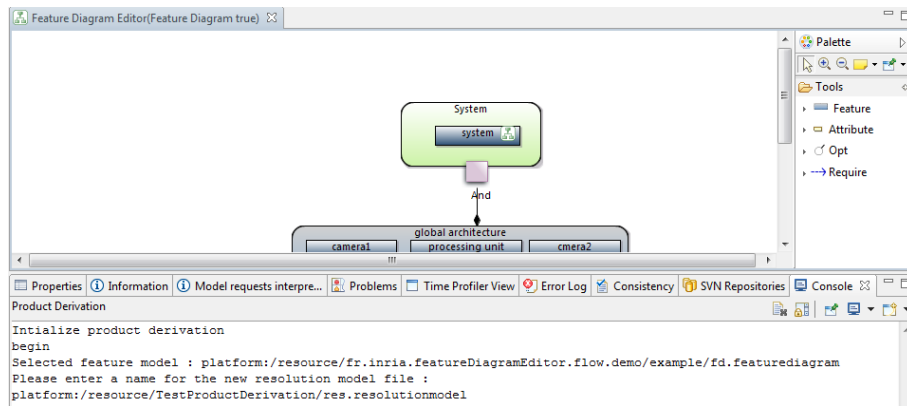 Feature Diagram Editor(Feature Diagram true)
Palette
Tools
Feature
Attribute
Opt
Require
System
system
And
global architecture
camera1 processing unit cmera2
Properties Information Model requests interpre... Problems Time Profiler View Error Log Consistency SVN Repositories Console
Product Derivation
Intialize product derivation
begin
Selected feature model : platform:/resource/fr.inria.featureDiagramEditor.flow.demo/example/fd.featurediagram
Please enter a name for the new resolution model file :
platform:/resource/TestProductDerivation/res.resolutionmodel